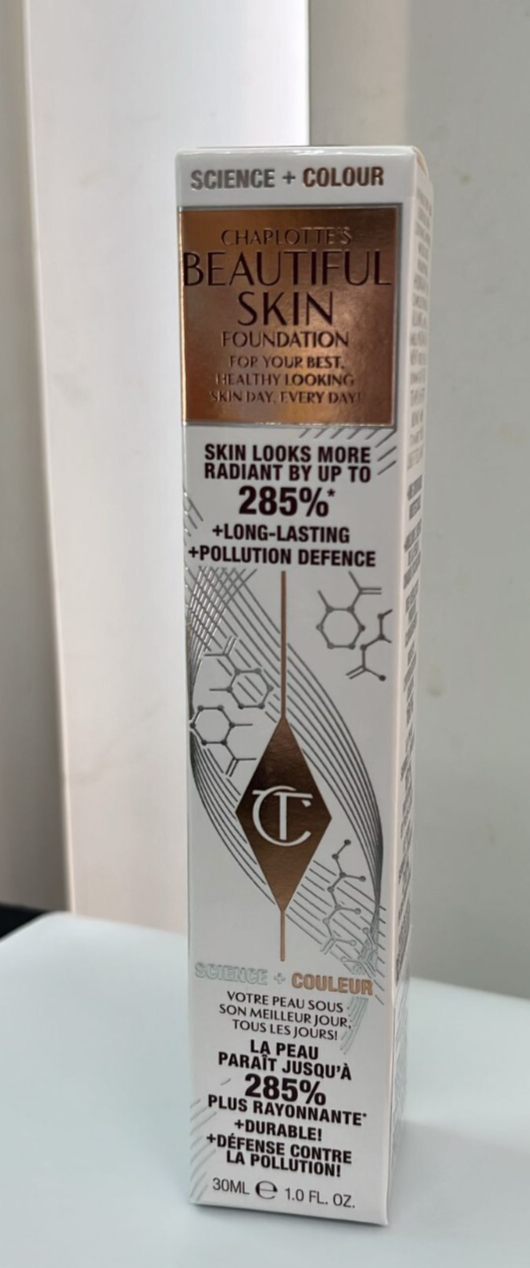 SCIENCE + COLOUR
CHARLOTTE'S
BEAUTIFUL
SKIN
FOUNDATION
FOR YOUR BEST,
HEALTHY LOOKING
SKIN DAY, EVERY DAY!
SKIN LOOKS MORE
RADIANT BY UP TO
285%*
+LONG-LASTING
+POLLUTION DEFENCE
CT
SCIENCE + COULEUR
VOTRE PEAU SOUS
SON MEILLEUR JOUR,
TOUS LES JOURS!
LA PEAU
PARAÎT JUSQU'À
285%
PLUS RAYONNANTE*
+DURABLE!
+DÉFENSE CONTRE
LA POLLUTION!
30ML ℮ 1.0 FL. OZ.